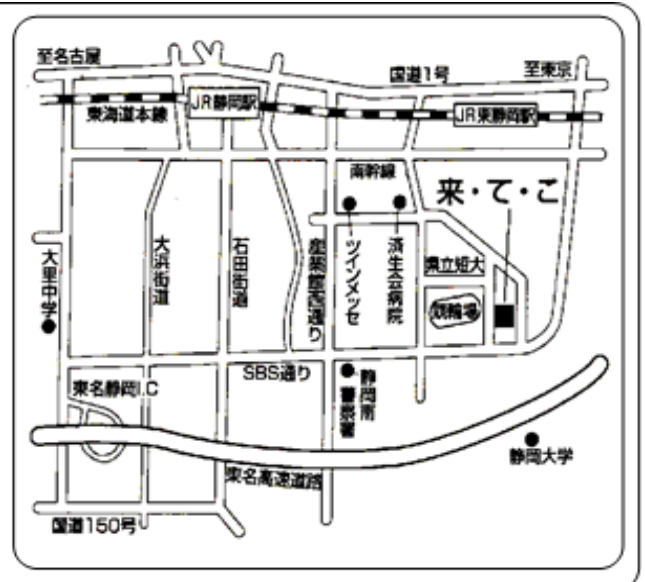 至名古屋
国道1号
至東京
JR静岡駅
東海道本線
JR東静岡駅
南幹線
来・て・こ
大里中学
大浜街道
石田街道
産業館西通り
ツインメッセ
済生会病院
県立短大
競輪場
SBS通り
静岡南
警察署
東名静岡I.C
静岡大学
東名高速道路
国道150号